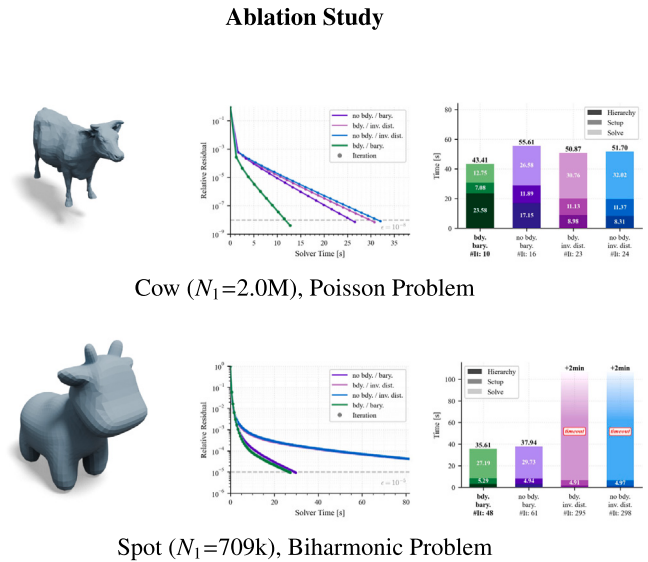 Ablation Study
10⁻¹
10⁻³
10⁻⁵
10⁻⁷
10⁻⁹
Relative Residual
0 5 10 15 20 25 30 35
Solver Time [s]
no bdy. / bary.
bdy. / inv. dist.
no bdy. / inv. dist.
bdy. / bary.
Iteration
80
60
40
20
0
Time [s]
Hierarchy
Setup
Solve
43.41
12.75
7.08
23.58
55.61
26.58
11.89
17.15
50.87
30.76
11.13
8.98
51.70
32.02
11.37
8.31
bdy. no bdy. bdy. no bdy.
bary. bary. inv. dist. inv. dist.
#It: 10 #It: 16 #It: 23 #It: 24
Cow (N₁=2.0M), Poisson Problem
10⁰
10⁻¹
10⁻²
10⁻³
10⁻⁴
10⁻⁵
10⁻⁶
Relative Residual
0 20 40 60 80
Solver Time [s]
no bdy. / bary.
bdy. / inv. dist.
no bdy. / inv. dist.
bdy. / bary.
Iteration
100
80
60
40
20
0
Time [s]
Hierarchy
Setup
Solve
35.61
27.19
5.29
37.94
29.73
4.94
+2min
timeout
4.91
+2min
timeout
4.97
bdy. no bdy. bdy. no bdy.
bary. bary. inv. dist. inv. dist.
#It: 48 #It: 61 #It: 295 #It: 298
Spot (N₁=709k), Biharmonic Problem